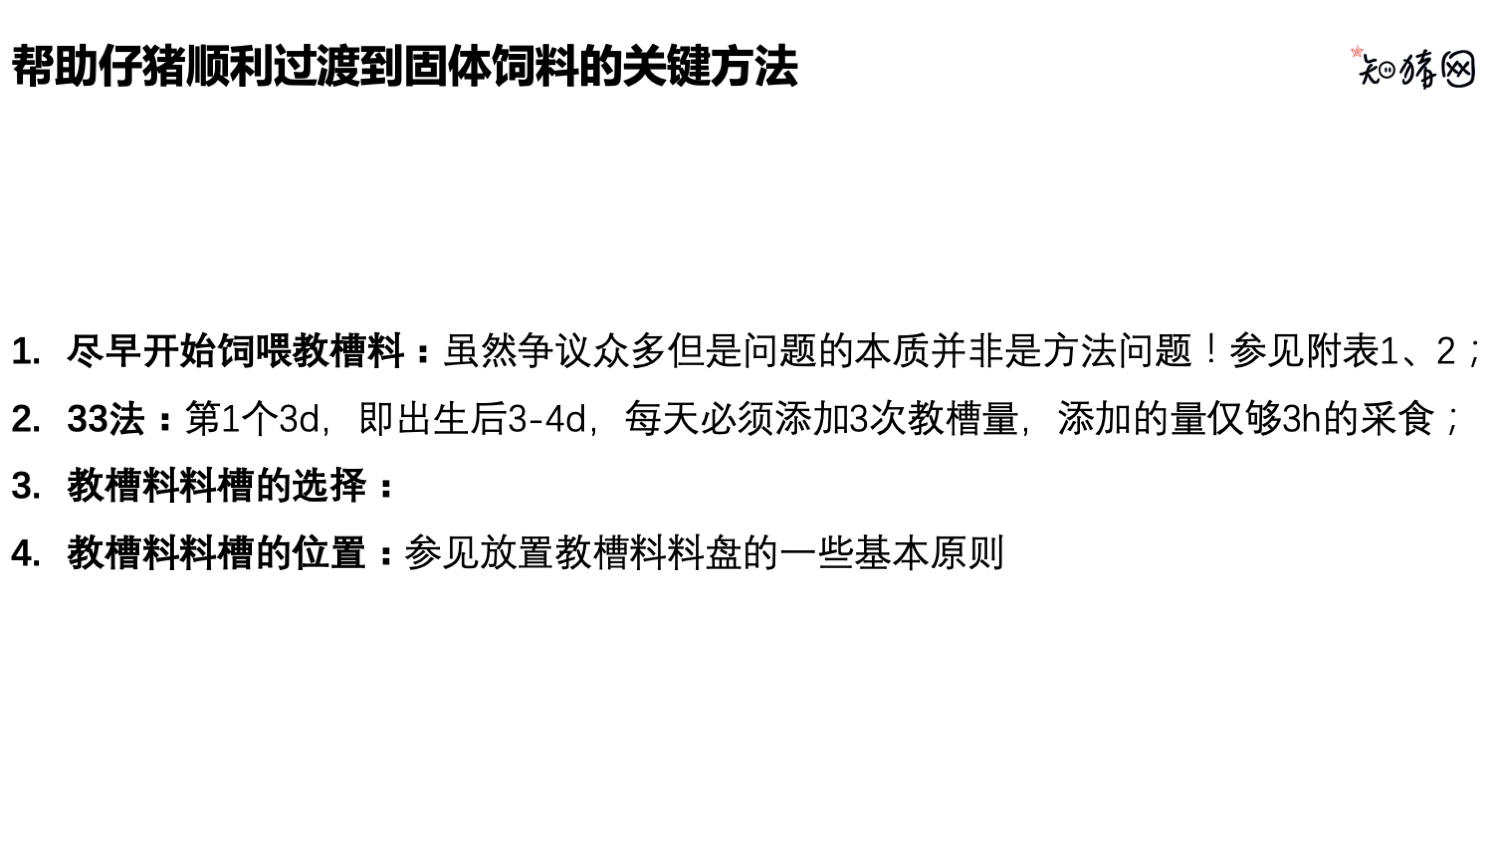 帮助仔猪顺利过渡到固体饲料的关键方法
知猪网
1. 尽早开始饲喂教槽料：虽然争议众多但是问题的本质并非是方法问题！参见附表1、2；
2. 33法：第1个3d，即出生后3-4d，每天必须添加3次教槽量，添加的量仅够3h的采食；
3. 教槽料料槽的选择：
4. 教槽料料槽的位置：参见放置教槽料料盘的一些基本原则